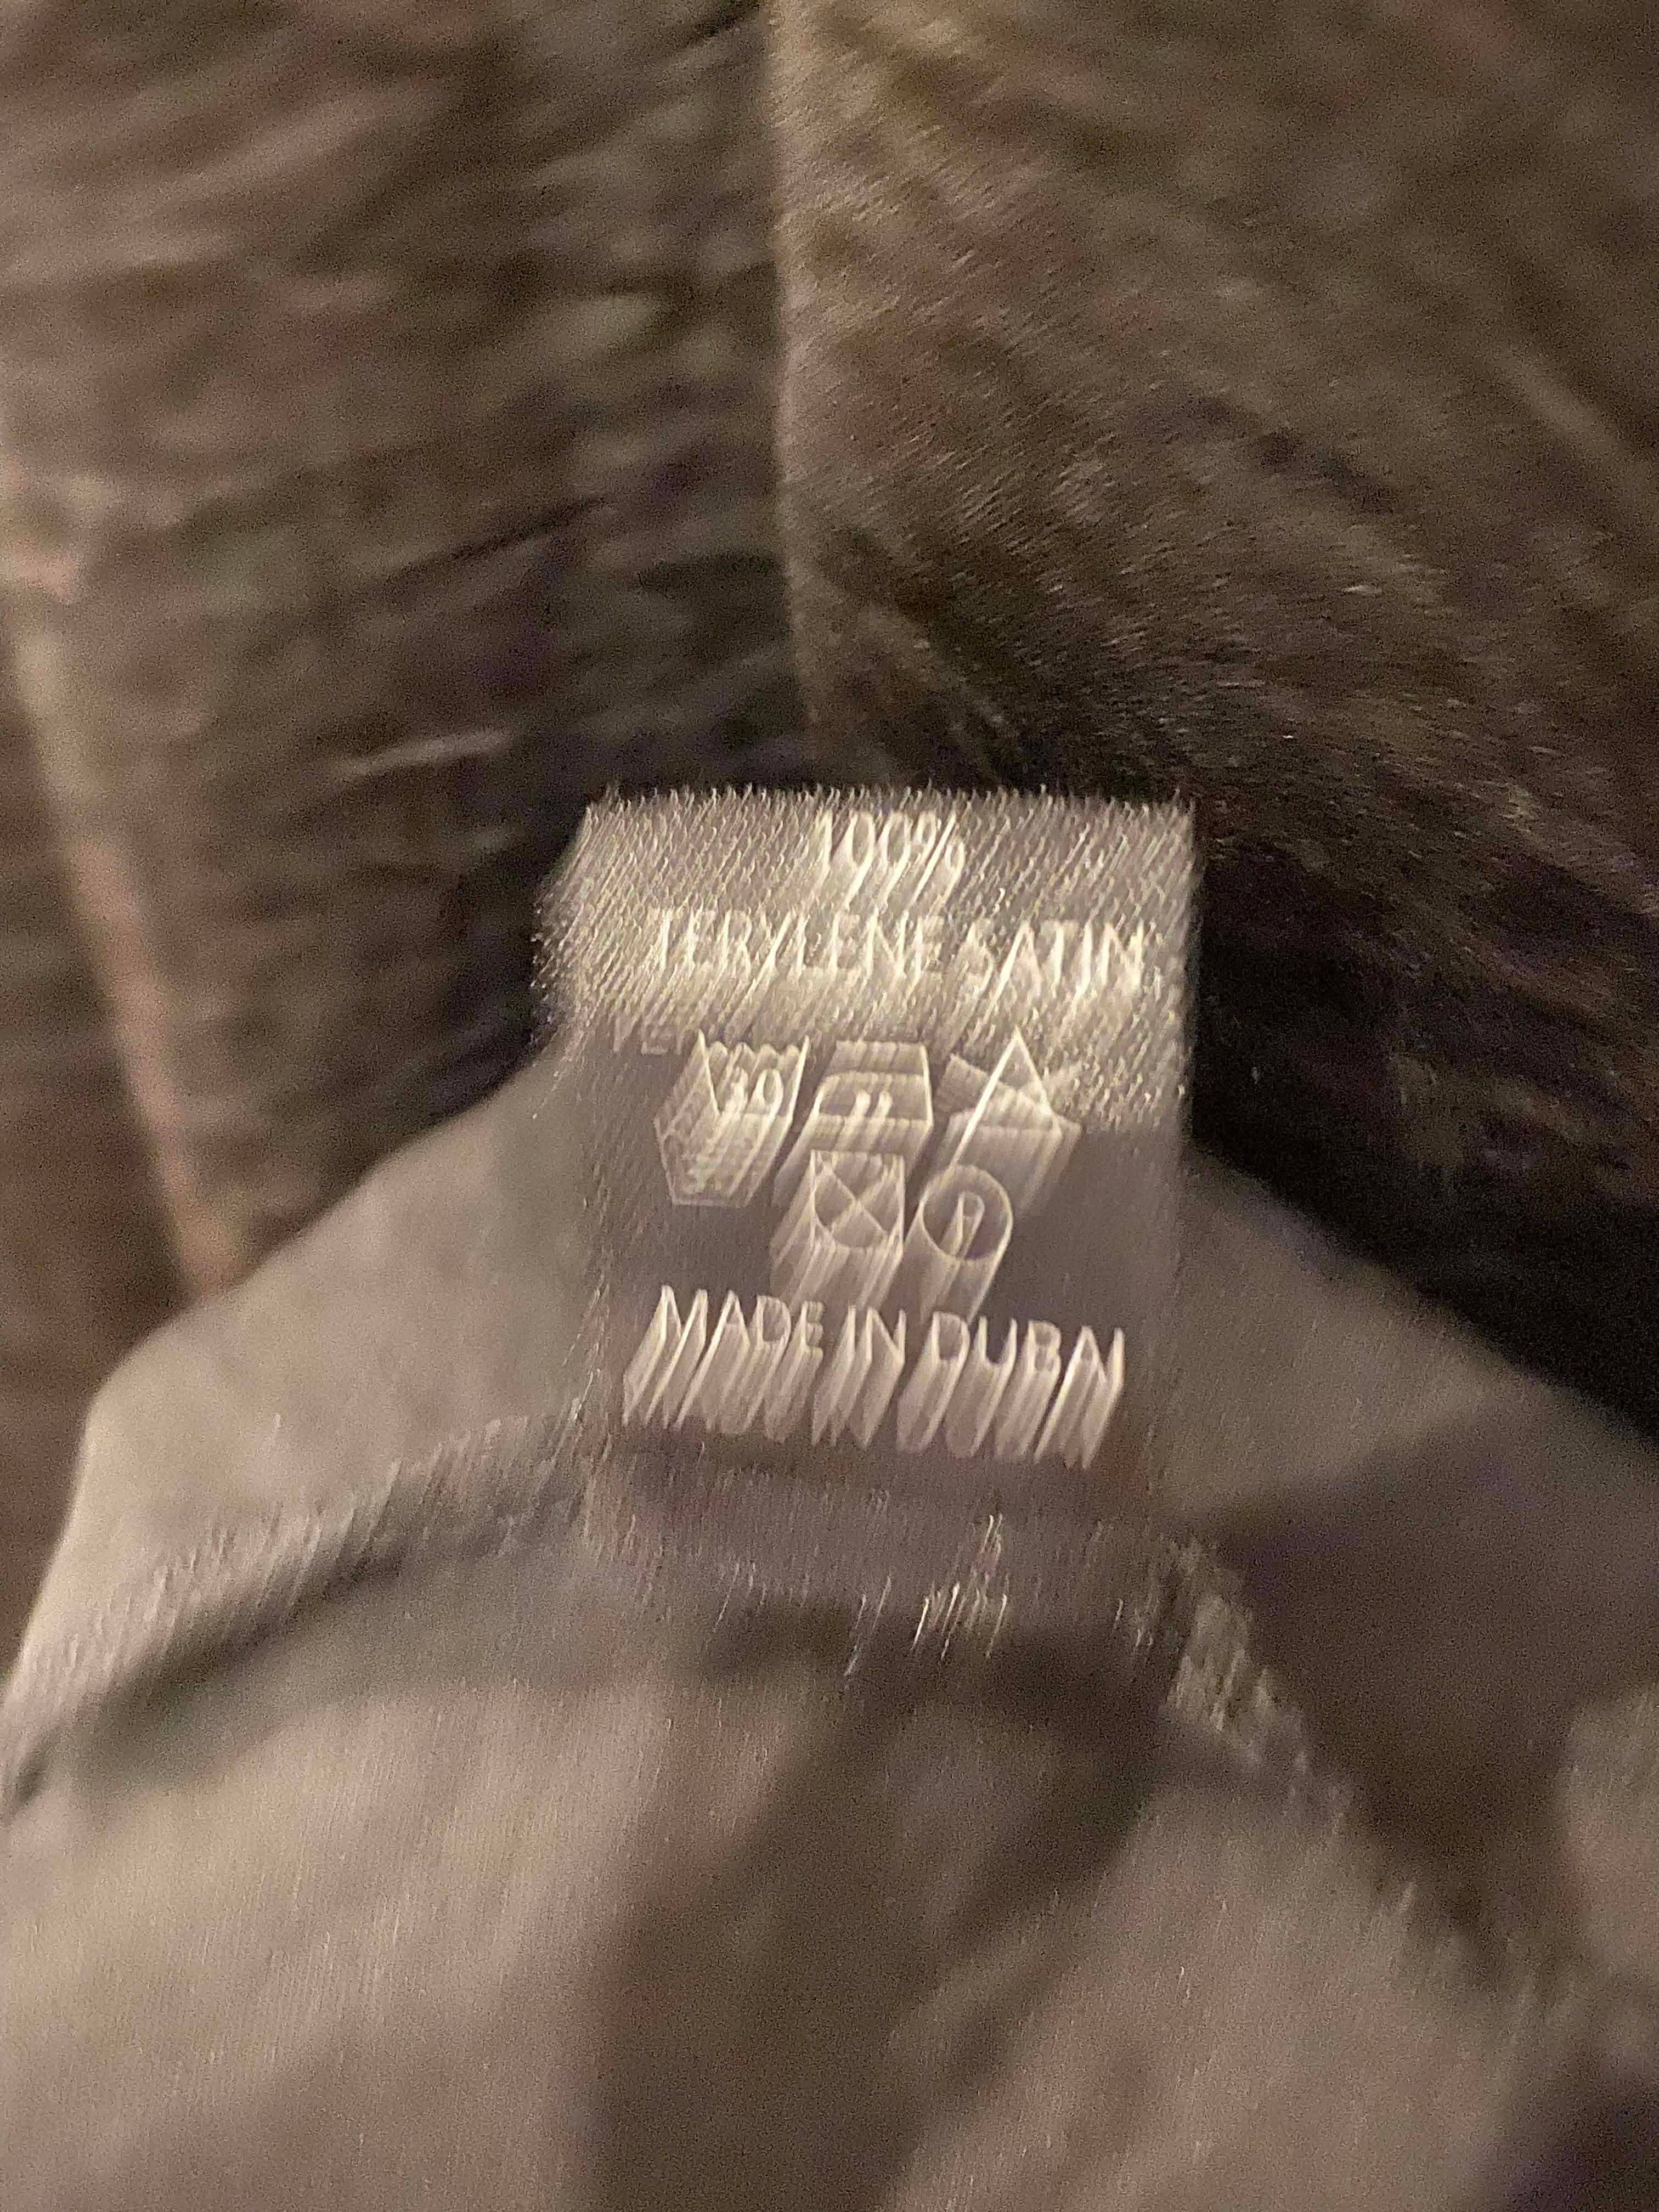 100%
TERYLENE SATIN
30
P
MADE IN DUBAI